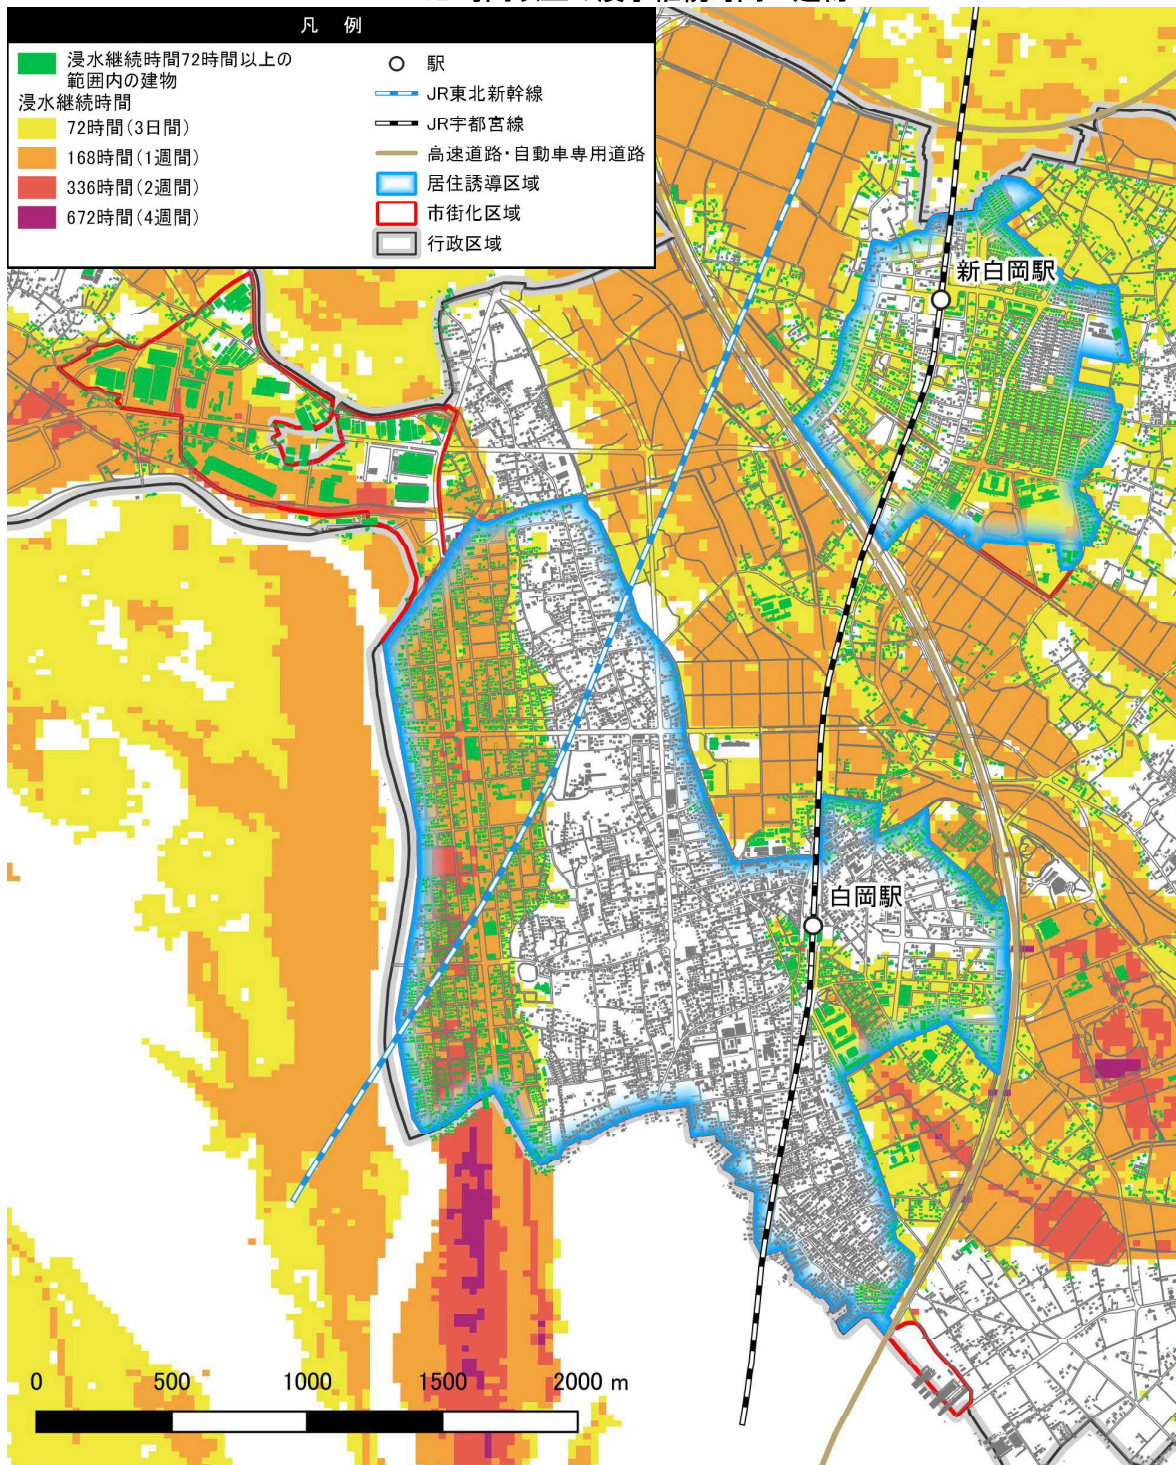 凡 例
浸水継続時間72時間以上の
範囲内の建物
浸水継続時間
72時間(3日間)
168時間(1週間)
336時間(2週間)
672時間(4週間)
駅
JR東北新幹線
JR宇都宮線
高速道路・自動車専用道路
居住誘導区域
市街化区域
行政区域
新白岡駅
白岡駅
0 500 1000 1500 2000 m